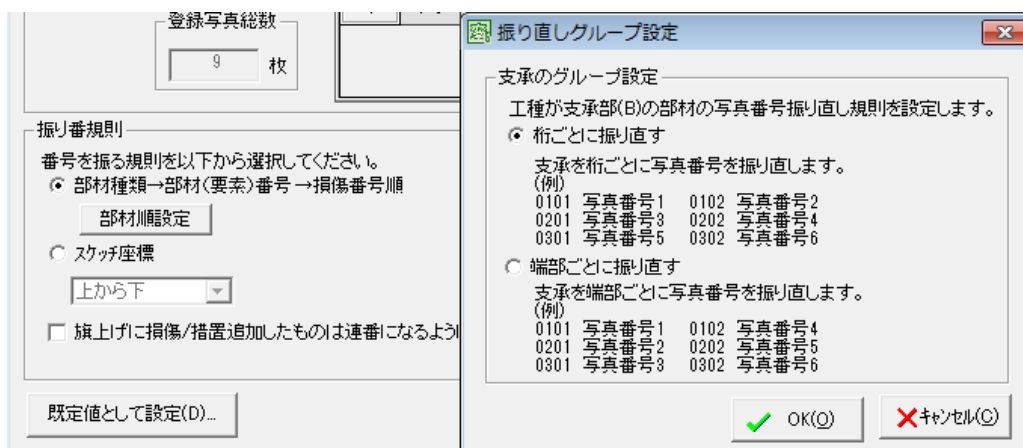 登録写真総数
9 枚
振り番規則
番号を振る規則を以下から選択してください。
部材種類→部材(要素)番号→損傷番号順
部材順設定
スケッチ座標
上から下
旗上げに損傷/措置追加したものは連番になるよう
既定値として設定(D)...
振り直しグループ設定
支承のグループ設定
工種が支承部(B)の部材の写真番号振り直し規則を設定します。
桁ごとに振り直す
支承を桁ごとに写真番号を振り直します。
(例)
0101 写真番号1 0102 写真番号2
0201 写真番号3 0202 写真番号4
0301 写真番号5 0302 写真番号6
端部ごとに振り直す
支承を端部ごとに写真番号を振り直します。
(例)
0101 写真番号1 0102 写真番号4
0201 写真番号2 0202 写真番号5
0301 写真番号3 0302 写真番号6
OK(O) キャンセル(C)